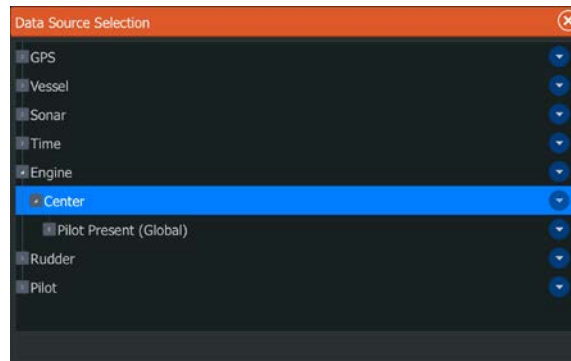 Data Source Selection
GPS
Vessel
Sonar
Time
Engine
Center
Pilot Present (Global)
Rudder
Pilot